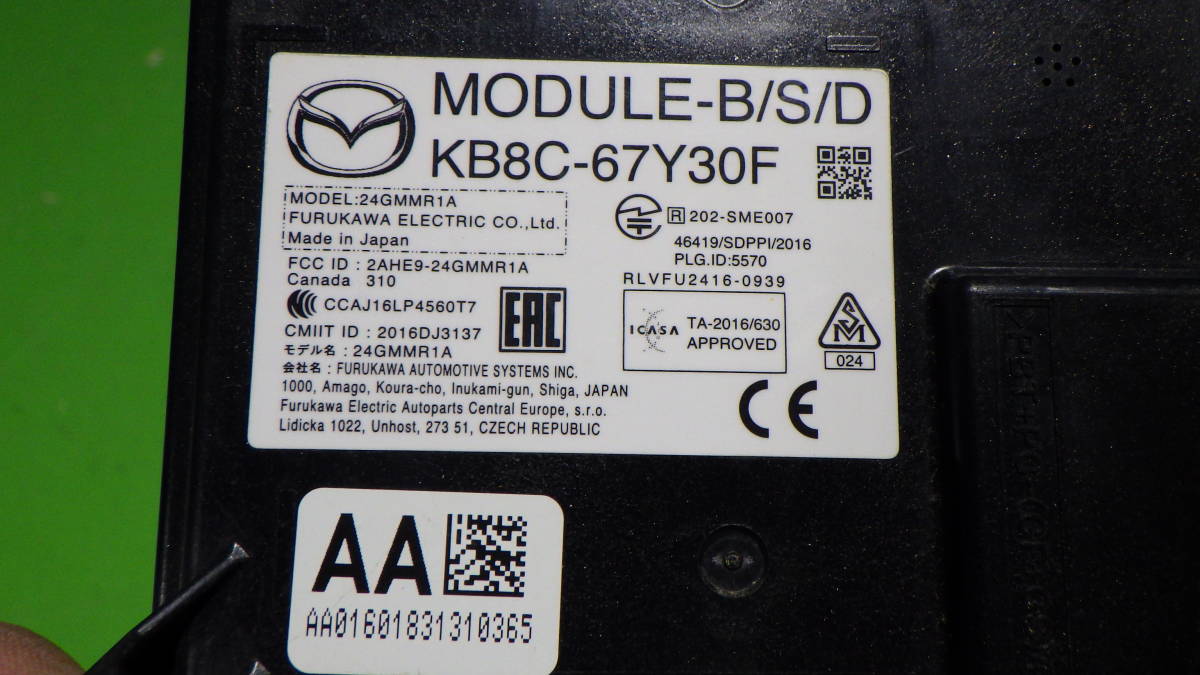 MODULE-B/S/D
KB8C-67Y30F
MODEL:24GMMR1A
FURUKAWA ELECTRIC CO.,Ltd.
Made in Japan
FCC ID : 2AHE9-24GMMR1A
Canada 310
CCAJ16LP4560T7
CMIIT ID : 2016DJ3137
モデル名 : 24GMMR1A
会社名 : FURUKAWA AUTOMOTIVE SYSTEMS INC.
1000, Amago, Koura-cho, Inukami-gun, Shiga, JAPAN
Furukawa Electric Autoparts Central Europe, s.r.o.
Lidicka 1022, Unhost, 273 51, CZECH REPUBLIC
EAC
R 202-SME007
46419/SDPPI/2016
PLG.ID:5570
RLVFU2416-0939
ICASA
TA-2016/630
APPROVED
SM
024
CE
AA
AA01601831310365